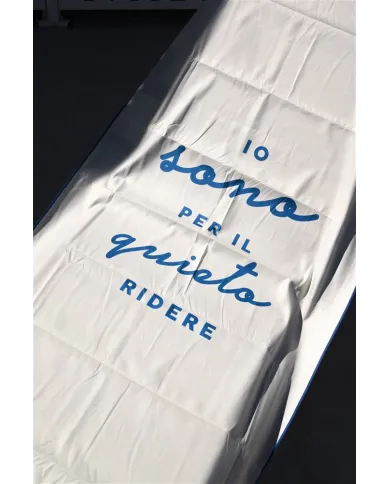 IO
sono
PER IL
quieto
RIDERE